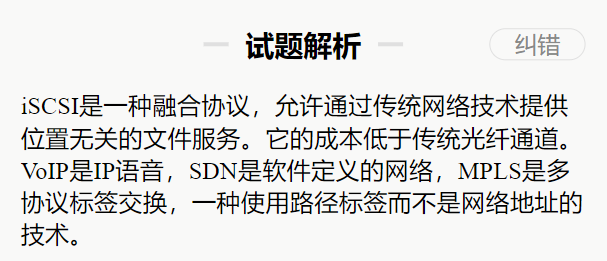 试题解析
纠错
iSCSI是一种融合协议，允许通过传统网络技术提供
位置无关的文件服务。它的成本低于传统光纤通道。
VoIP是IP语音，SDN是软件定义的网络，MPLS是多
协议标签交换，一种使用路径标签而不是网络地址的
技术。